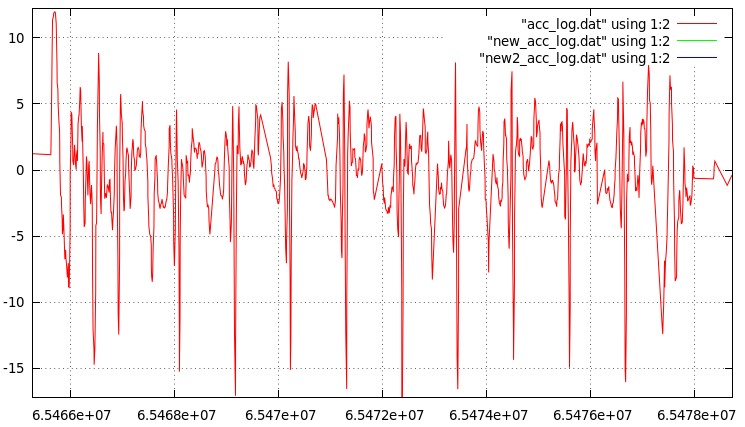 "acc_log.dat" using 1:2
"new_acc_log.dat" using 1:2
"new2_acc_log.dat" using 1:2
10
5
0
-5
-10
-15
6.5466e+07 6.5468e+07 6.547e+07 6.5472e+07 6.5474e+07 6.5476e+07 6.5478e+07